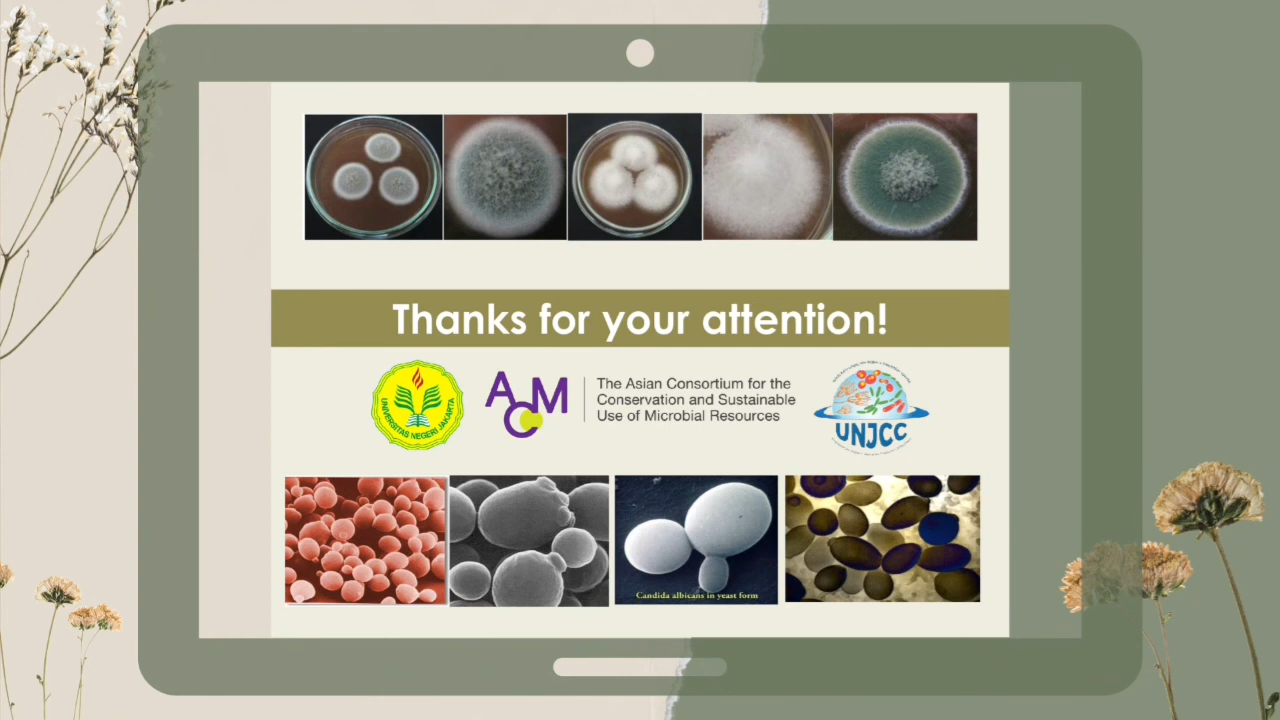 Thanks for your attention!
UNIVERSITAS NEGERI JAKARTA
ACM
The Asian Consortium for the
Conservation and Sustainable
Use of Microbial Resources
UNJCC
Candida albicans in yeast form